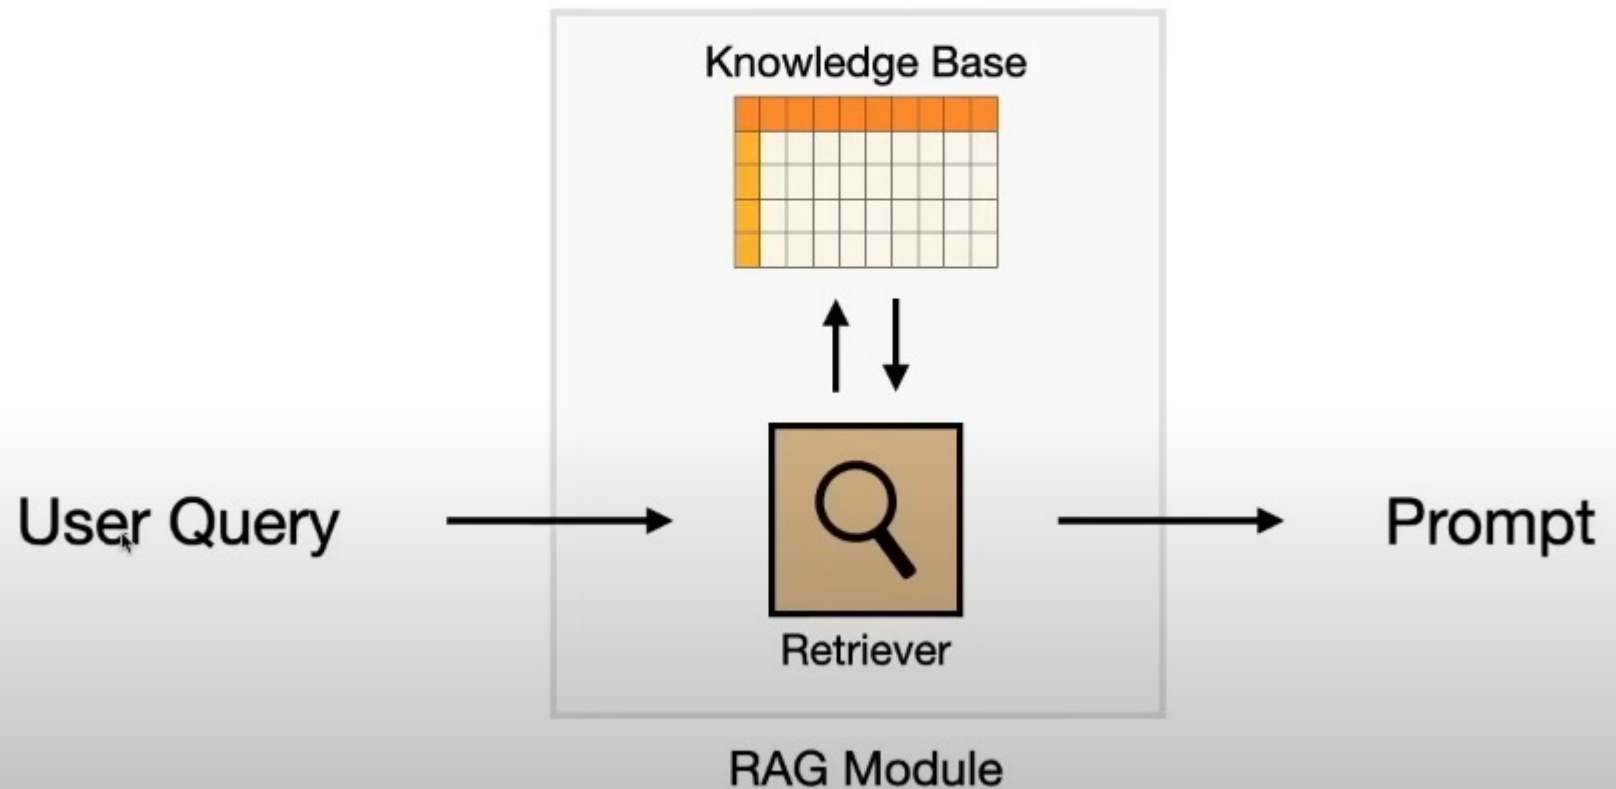 Knowledge Base
User Query
Prompt
Retriever
RAG Module